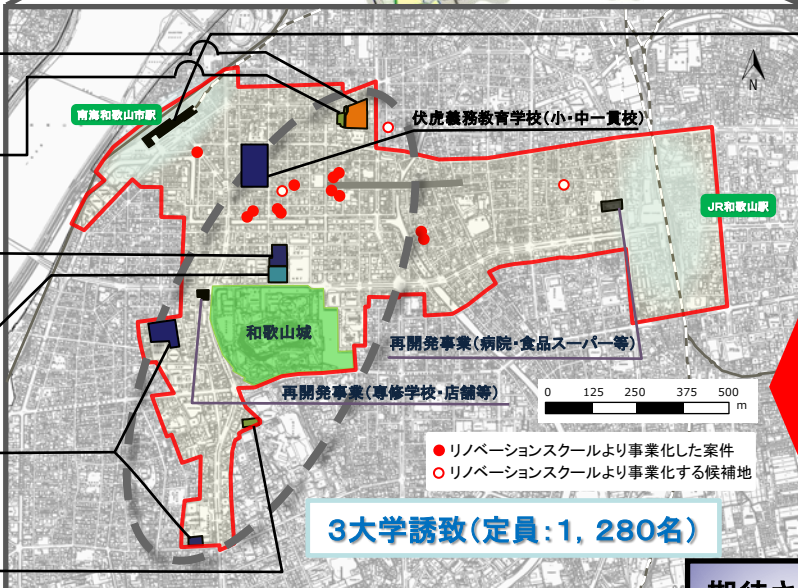 N
南海和歌山市駅
伏虎義務教育学校(小・中一貫校)
JR和歌山駅
和歌山城
再開発事業(病院・食品スーパー等)
再開発事業(専修学校・店舗等)
0 125 250 375 500
m
● リノベーションスクールより事業化した案件
○ リノベーションスクールより事業化する候補地
3大学誘致(定員:1,280名)
期待さ